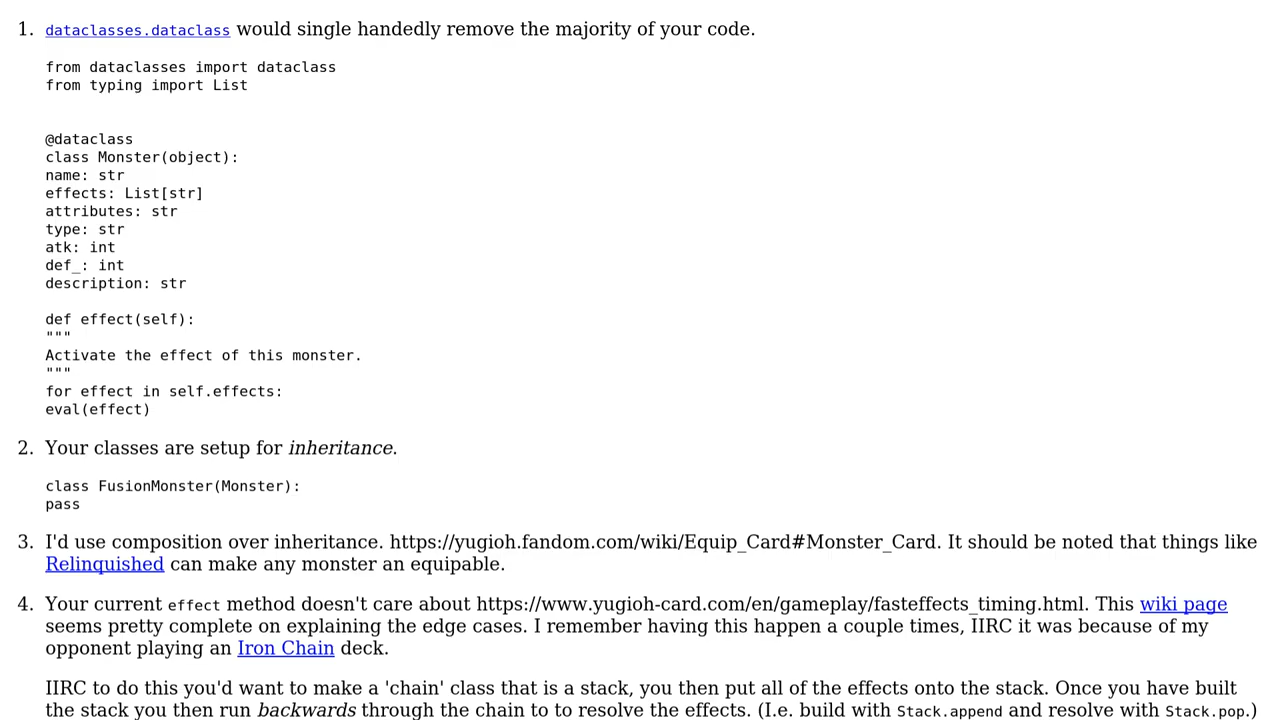 1. dataclasses.dataclass would single handedly remove the majority of your code.
from dataclasses import dataclass
from typing import List
@dataclass
class Monster(object):
name: str
effects: List[str]
attributes: str
type: str
atk: int
def_: int
description: str
def effect(self):
"""
Activate the effect of this monster.
"""
for effect in self.effects:
eval(effect)
2. Your classes are setup for inheritance.
class FusionMonster(Monster):
pass
3. I'd use composition over inheritance. https://yugioh.fandom.com/wiki/Equip_Card#Monster_Card. It should be noted that things like
Relinquished can make any monster an equipable.
4. Your current effect method doesn't care about https://www.yugioh-card.com/en/gameplay/fasteffects_timing.html. This wiki page
seems pretty complete on explaining the edge cases. I remember having this happen a couple times, IIRC it was because of my
opponent playing an Iron Chain deck.
IIRC to do this you'd want to make a 'chain' class that is a stack, you then put all of the effects onto the stack. Once you have built
the stack you then run backwards through the chain to to resolve the effects. (I.e. build with Stack.append and resolve with Stack.pop.)